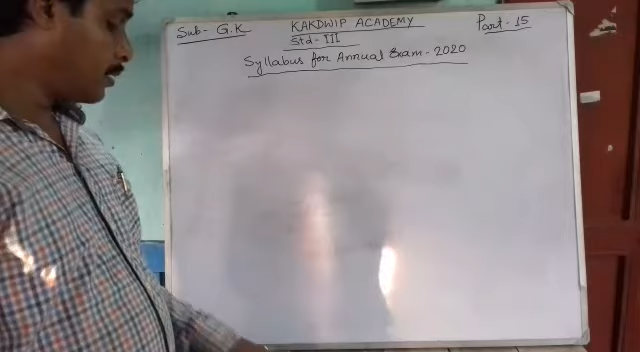 Sub- G.K KAKDWIP ACADEMY Part-15
Std-III
Syllabus for Annual Exam-2020